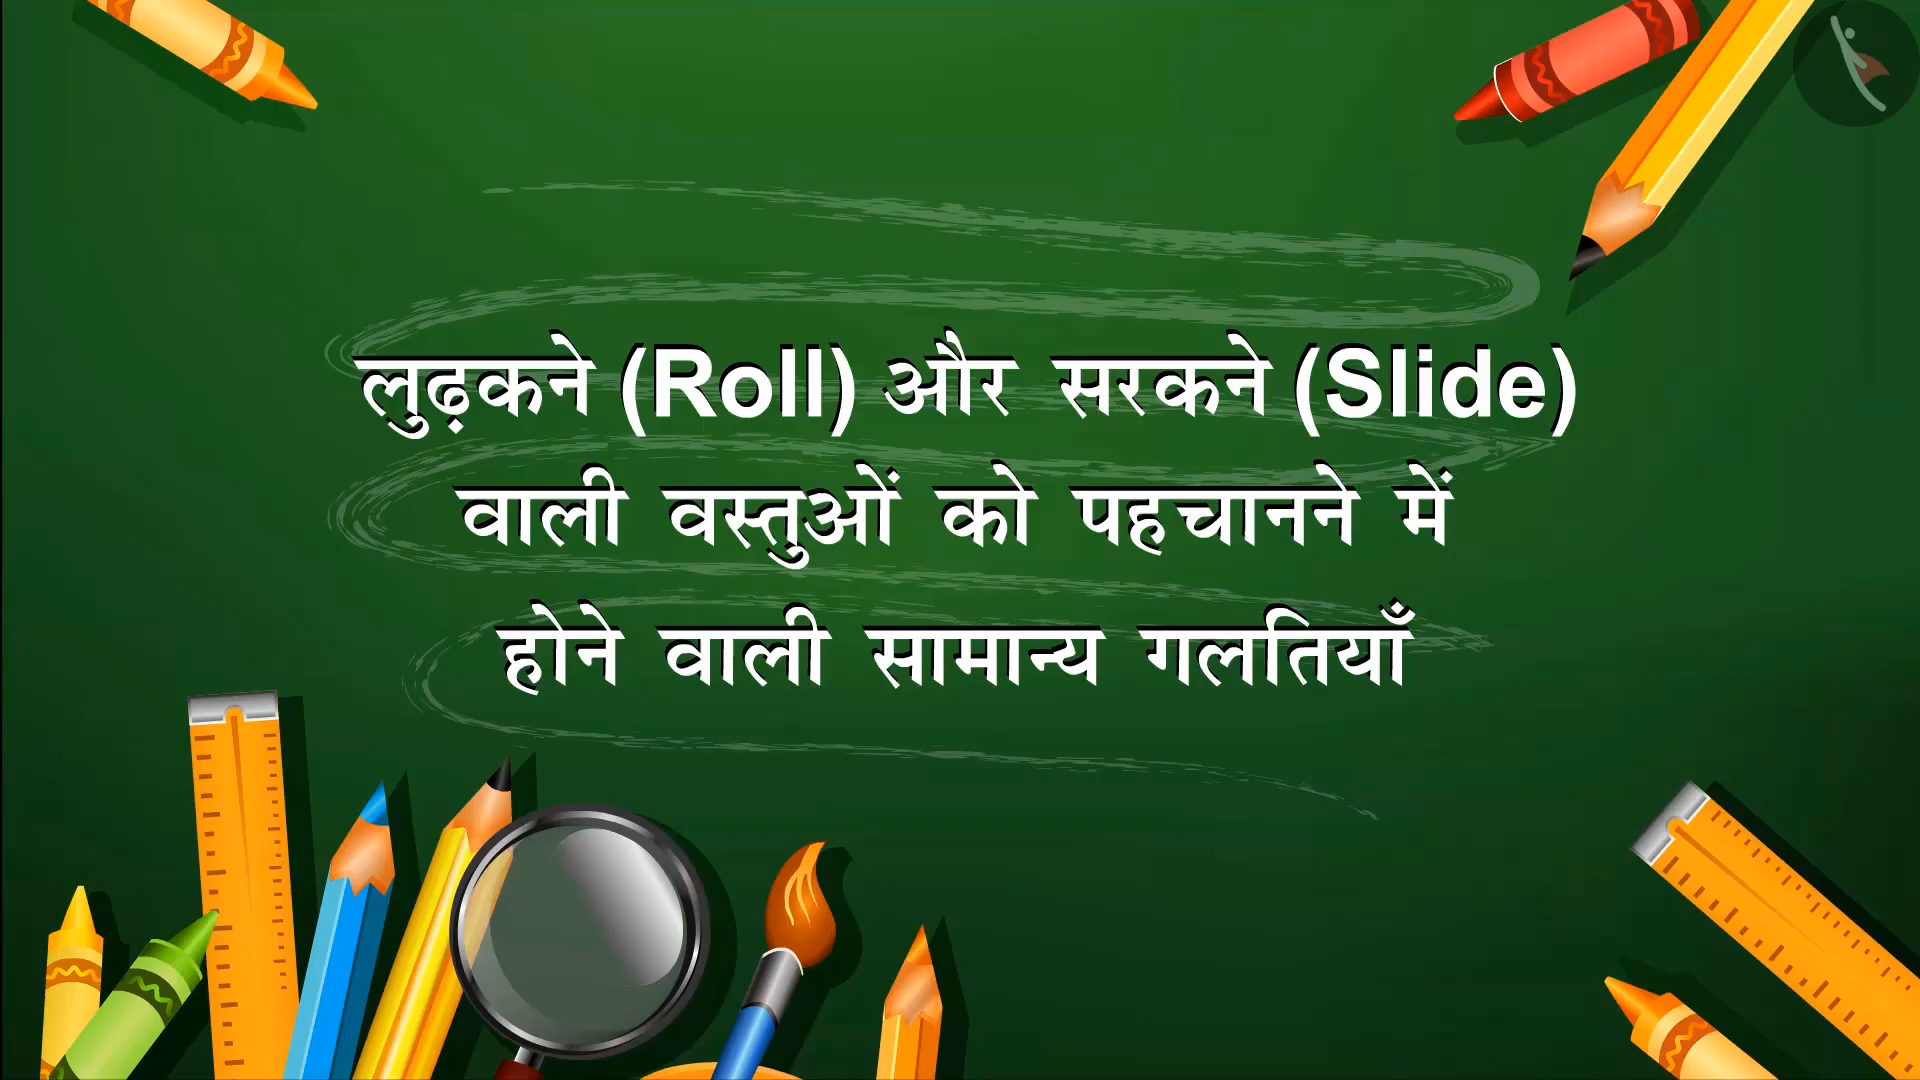 लुढ़कने (Roll) और सरकने (Slide)
वाली वस्तुओं को पहचानने में
होने वाली सामान्य गलतियाँ